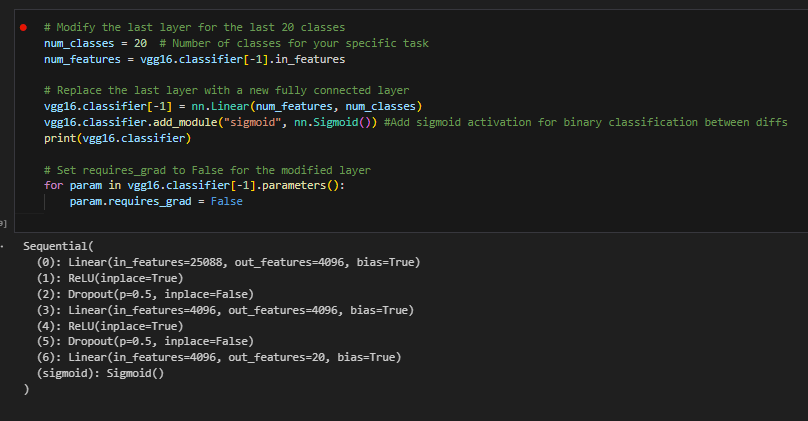 # Modify the last layer for the last 20 classes
num_classes = 20  # Number of classes for your specific task
num_features = vgg16.classifier[-1].in_features
# Replace the last layer with a new fully connected layer
vgg16.classifier[-1] = nn.Linear(num_features, num_classes)
vgg16.classifier.add_module("sigmoid", nn.Sigmoid()) #Add sigmoid activation for binary classification between diffs
print(vgg16.classifier)
# Set requires_grad to False for the modified layer
for param in vgg16.classifier[-1].parameters():
    param.requires_grad = False
Sequential(
  (0): Linear(in_features=25088, out_features=4096, bias=True)
  (1): ReLU(inplace=True)
  (2): Dropout(p=0.5, inplace=False)
  (3): Linear(in_features=4096, out_features=4096, bias=True)
  (4): ReLU(inplace=True)
  (5): Dropout(p=0.5, inplace=False)
  (6): Linear(in_features=4096, out_features=20, bias=True)
  (sigmoid): Sigmoid()
)